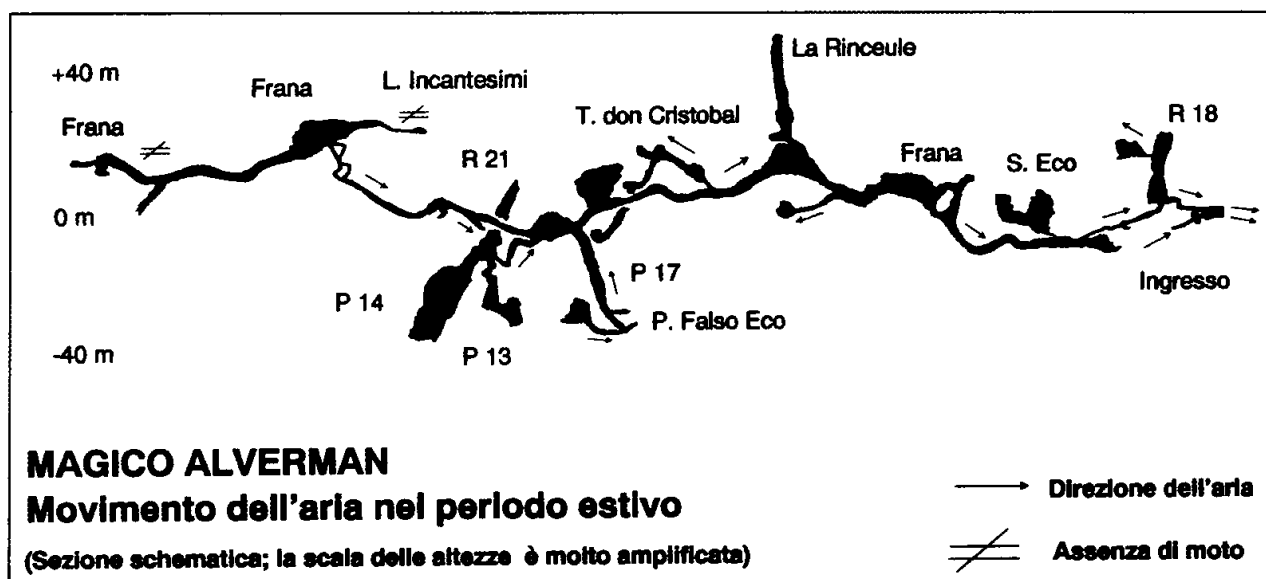 La Rinceule
+40 m
L. Incantesimi
Frana
T. don Cristobal
R 18
Frana
R 21
Frana
S. Eco
0 m
P 17
Ingresso
P 14
P. Falso Eco
-40 m
P 13
MAGICO ALVERMAN
Movimento dell'aria nel periodo estivo
(Sezione schematica; la scala delle altezze è molto amplificata)
Direzione dell'aria
Assenza di moto